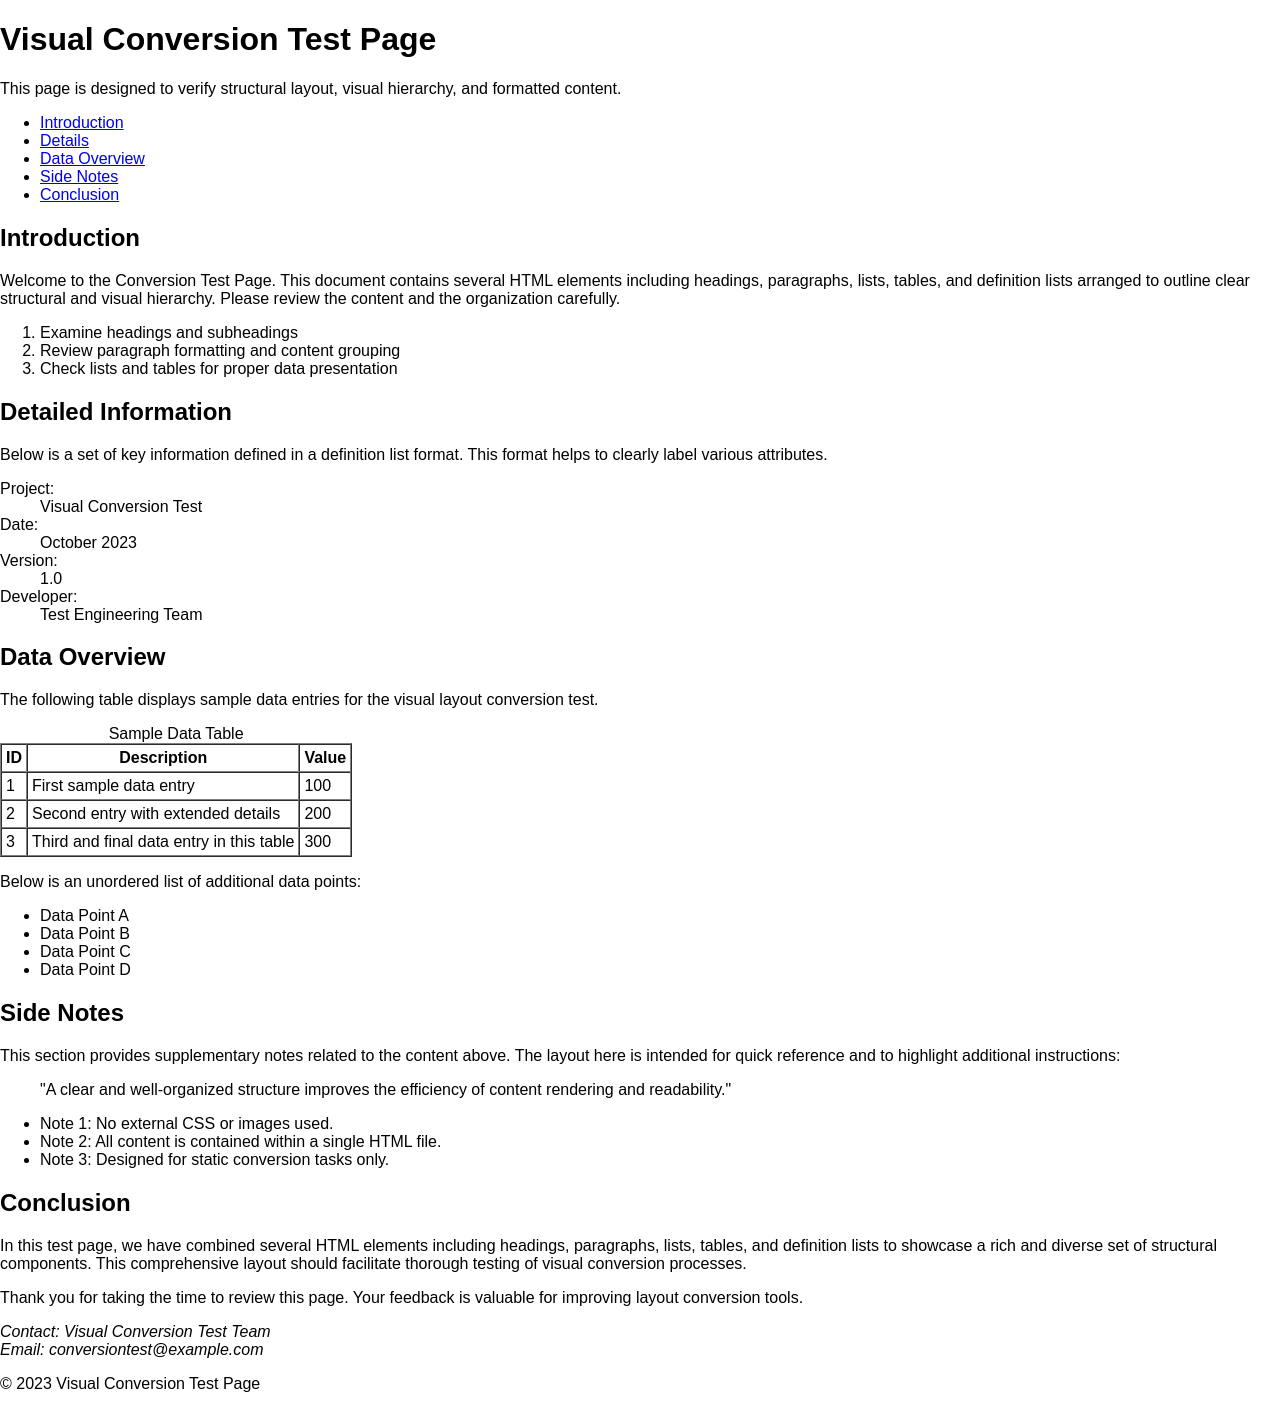 Visual Conversion Test Page
This page is designed to verify structural layout, visual hierarchy, and formatted content.
• Introduction
• Details
• Data Overview
• Side Notes
• Conclusion
Introduction
Welcome to the Conversion Test Page. This document contains several HTML elements including headings, paragraphs, lists, tables, and definition lists arranged to outline clear
structural and visual hierarchy. Please review the content and the organization carefully.
1. Examine headings and subheadings
2. Review paragraph formatting and content grouping
3. Check lists and tables for proper data presentation
Detailed Information
Below is a set of key information defined in a definition list format. This format helps to clearly label various attributes.
Project:
Visual Conversion Test
Date:
October 2023
Version:
1.0
Developer:
Test Engineering Team
Data Overview
The following table displays sample data entries for the visual layout conversion test.
Sample Data Table
ID Description Value
1 First sample data entry 100
2 Second entry with extended details 200
3 Third and final data entry in this table 300
Below is an unordered list of additional data points:
• Data Point A
• Data Point B
• Data Point C
• Data Point D
Side Notes
This section provides supplementary notes related to the content above. The layout here is intended for quick reference and to highlight additional instructions:
"A clear and well-organized structure improves the efficiency of content rendering and readability."
• Note 1: No external CSS or images used.
• Note 2: All content is contained within a single HTML file.
• Note 3: Designed for static conversion tasks only.
Conclusion
In this test page, we have combined several HTML elements including headings, paragraphs, lists, tables, and definition lists to showcase a rich and diverse set of structural
components. This comprehensive layout should facilitate thorough testing of visual conversion processes.
Thank you for taking the time to review this page. Your feedback is valuable for improving layout conversion tools.
Contact: Visual Conversion Test Team
Email: conversiontest@example.com
© 2023 Visual Conversion Test Page